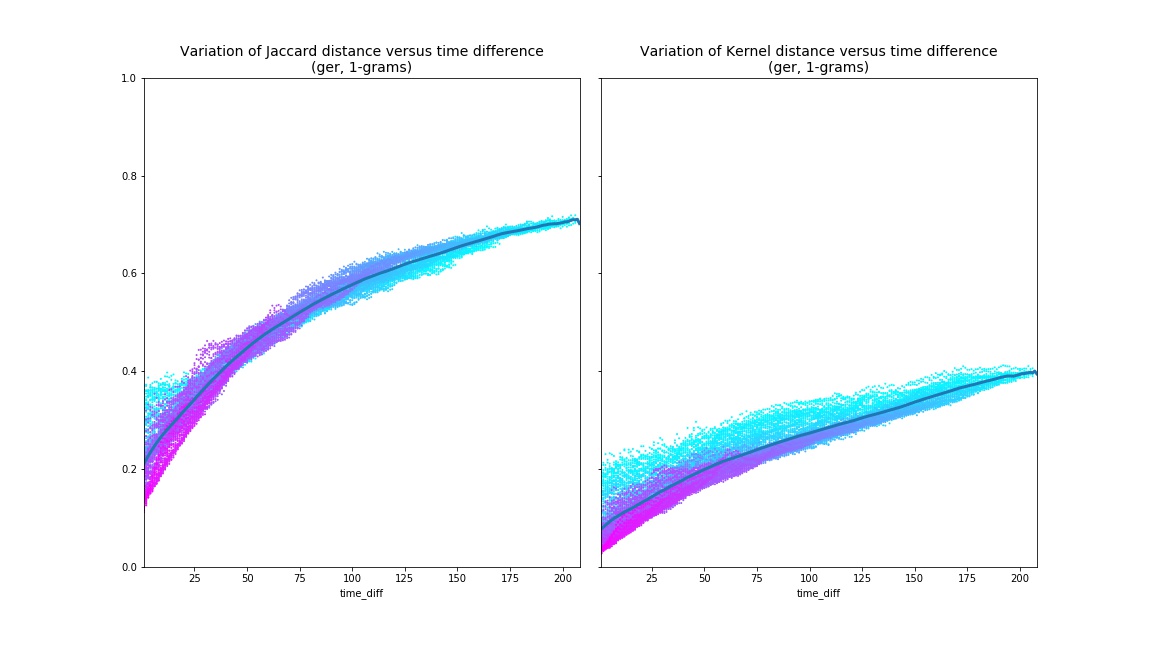 Variation of Jaccard distance versus time difference
(ger, 1-grams)
1.0
0.8
0.6
0.4
0.2
0.0
25 50 75 100 125 150 175 200
time_diff
Variation of Kernel distance versus time difference
(ger, 1-grams)
25 50 75 100 125 150 175 200
time_diff